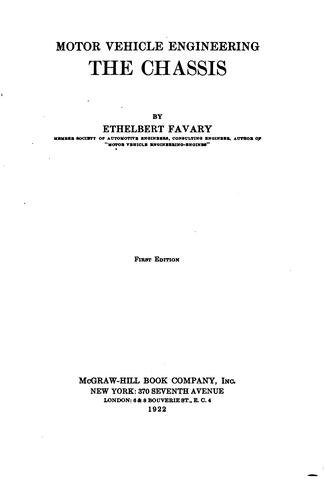 MOTOR VEHICLE ENGINEERING
THE CHASSIS
BY
ETHELBERT FAVARY
MEMBER SOCIETY OF AUTOMOTIVE ENGINEERS, CONSULTING ENGINEER, AUTHOR OF
"MOTOR VEHICLE ENGINEERING-ENGINES"
FIRST EDITION
McGRAW-HILL BOOK COMPANY, INC.
NEW YORK: 370 SEVENTH AVENUE
LONDON: 6 & 8 BOUVERIE ST., E. C. 4
1922